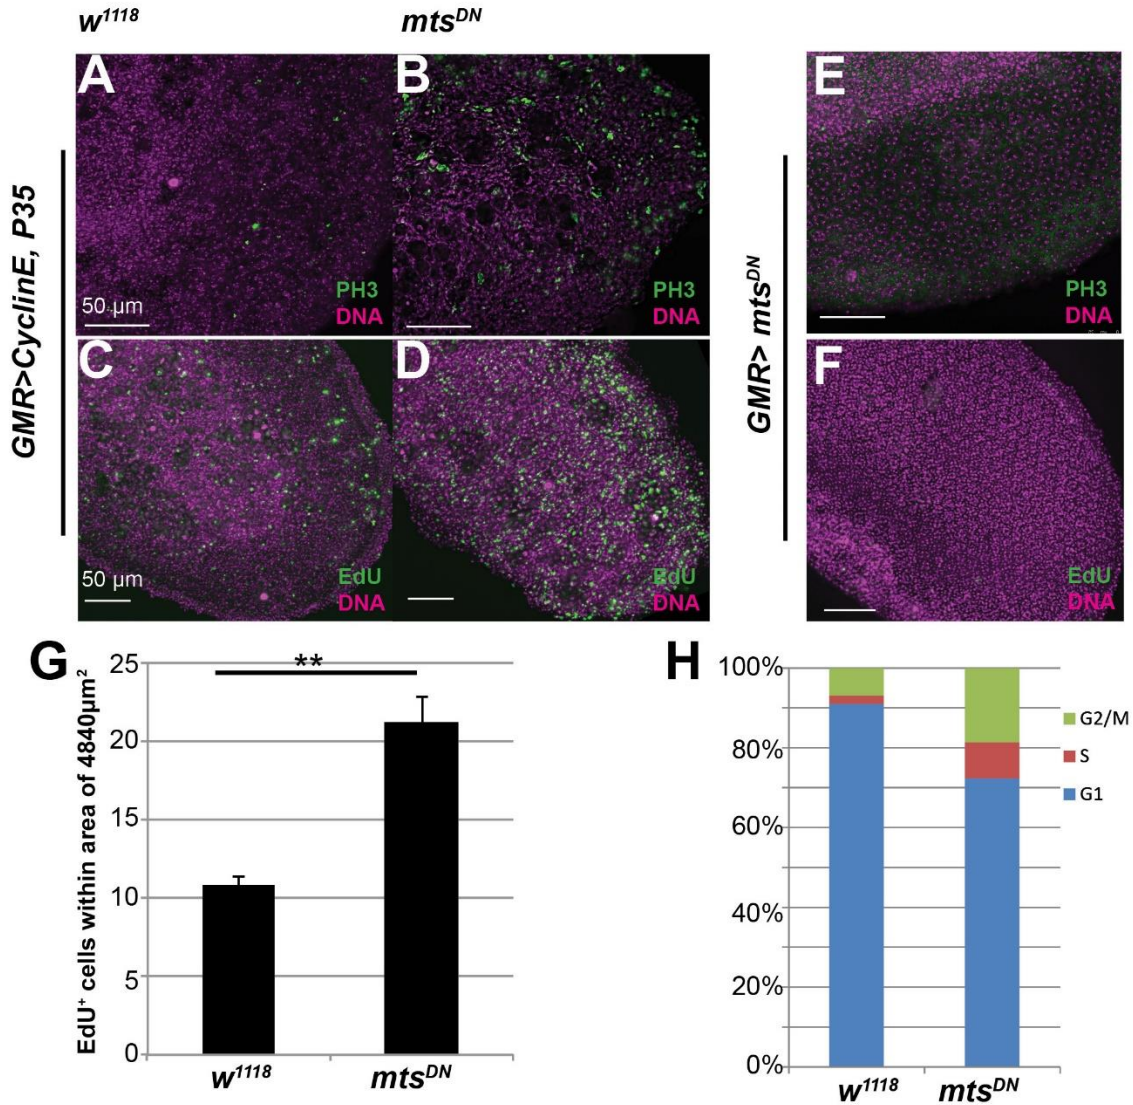 w1118
mtsDN
GMR>CyclinE, P35
A
50 µm
PH3
DNA
B
PH3
DNA
C
50 µm
EdU
DNA
D
EdU
DNA
GMR> mtsDN
E
PH3
DNA
F
EdU
DNA
G
EdU+ cells within area of 4840µm2
25
20
15
10
5
0
**
w1118
mtsDN
H
100%
80%
60%
40%
20%
0%
w1118
mtsDN
G2/M
S
G1